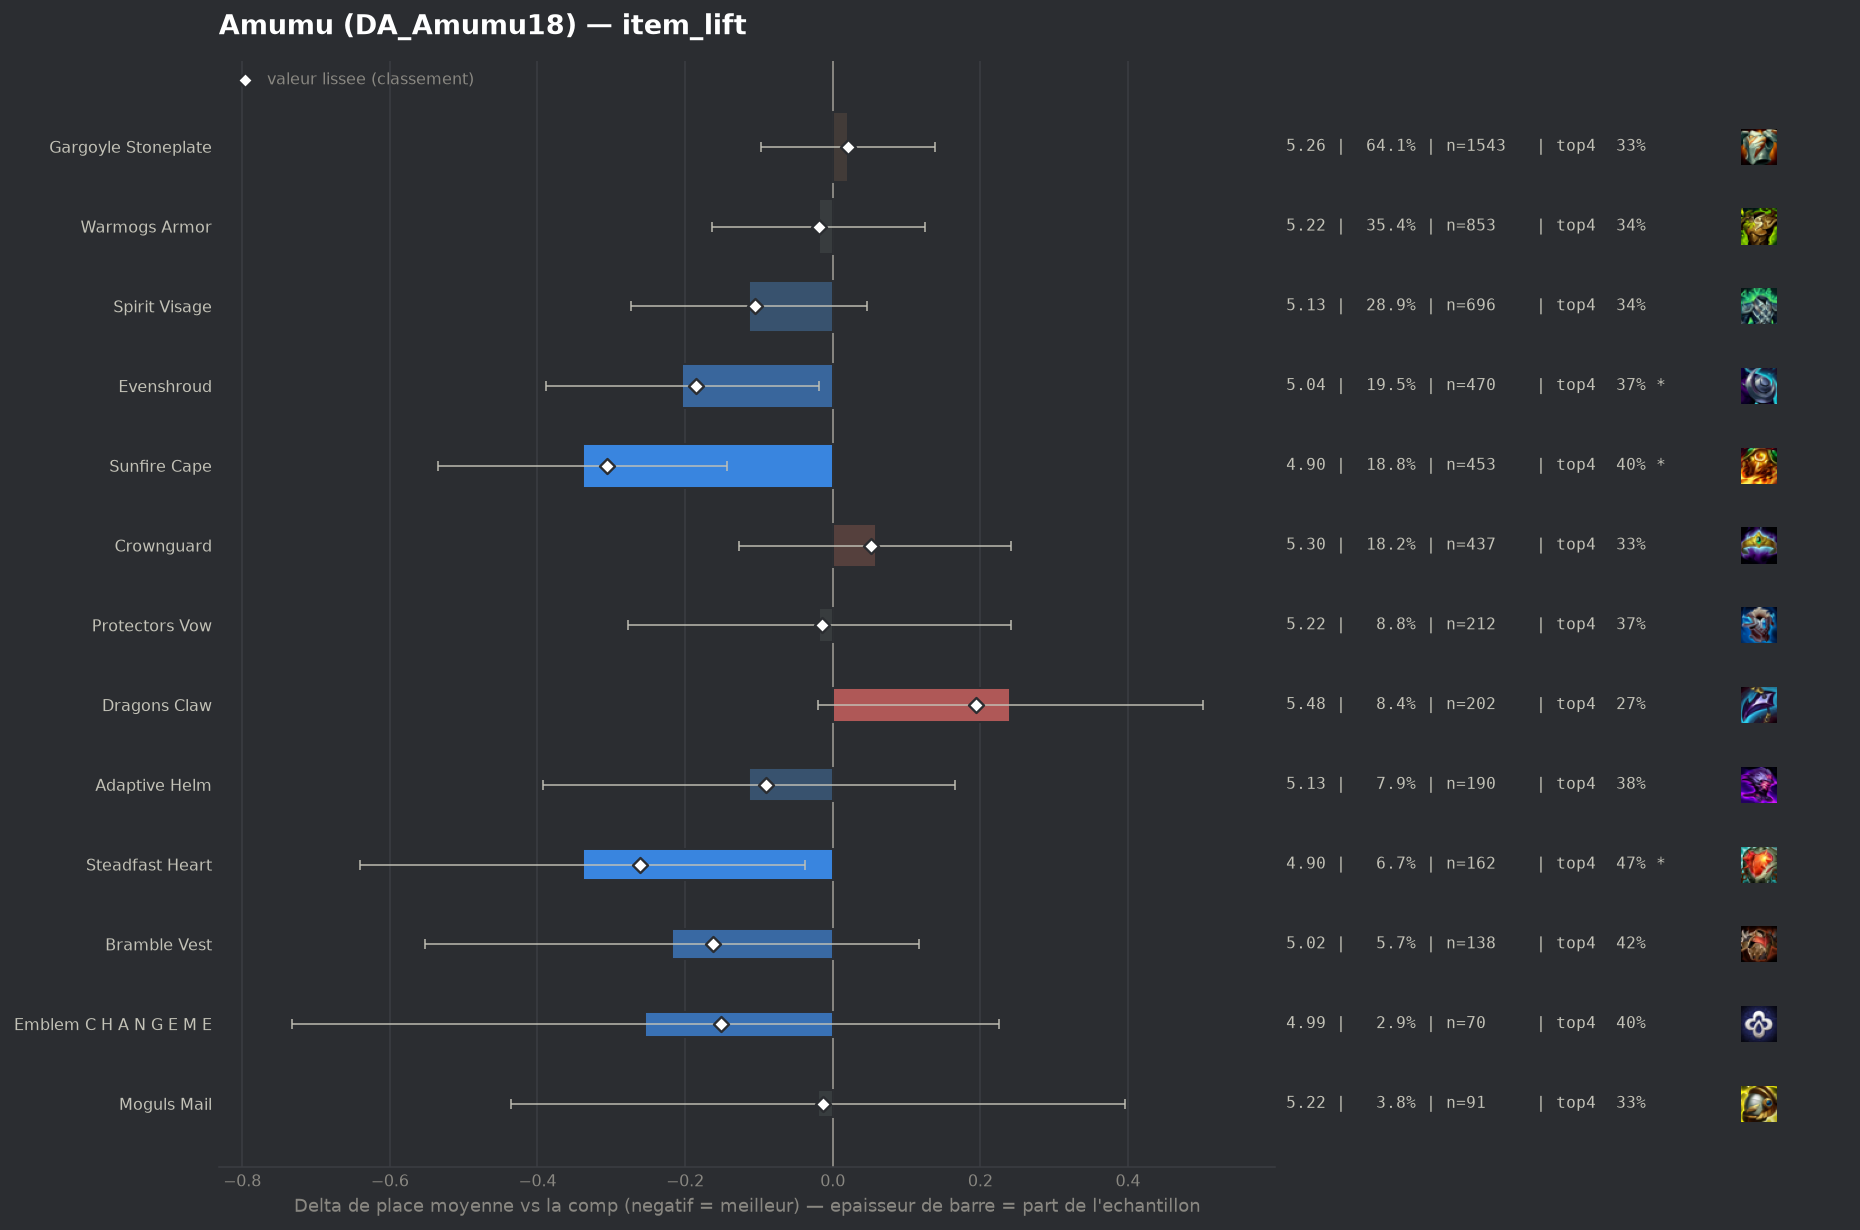 Amumu (DA_Amumu18) — item_lift
valeur lissee (classement)
Gargoyle Stoneplate 5.26 | 64.1% | n=1543 | top4 33%
Warmogs Armor 5.22 | 35.4% | n=853 | top4 34%
Spirit Visage 5.13 | 28.9% | n=696 | top4 34%
Evenshroud 5.04 | 19.5% | n=470 | top4 37% *
Sunfire Cape 4.90 | 18.8% | n=453 | top4 40% *
Crownguard 5.30 | 18.2% | n=437 | top4 33%
Protectors Vow 5.22 | 8.8% | n=212 | top4 37%
Dragons Claw 5.48 | 8.4% | n=202 | top4 27%
Adaptive Helm 5.13 | 7.9% | n=190 | top4 38%
Steadfast Heart 4.90 | 6.7% | n=162 | top4 47% *
Bramble Vest 5.02 | 5.7% | n=138 | top4 42%
Emblem C H A N G E M E 4.99 | 2.9% | n=70 | top4 40%
Moguls Mail 5.22 | 3.8% | n=91 | top4 33%
−0.8 −0.6 −0.4 −0.2 0.0 0.2 0.4
Delta de place moyenne vs la comp (negatif = meilleur) — epaisseur de barre = part de l'echantillon